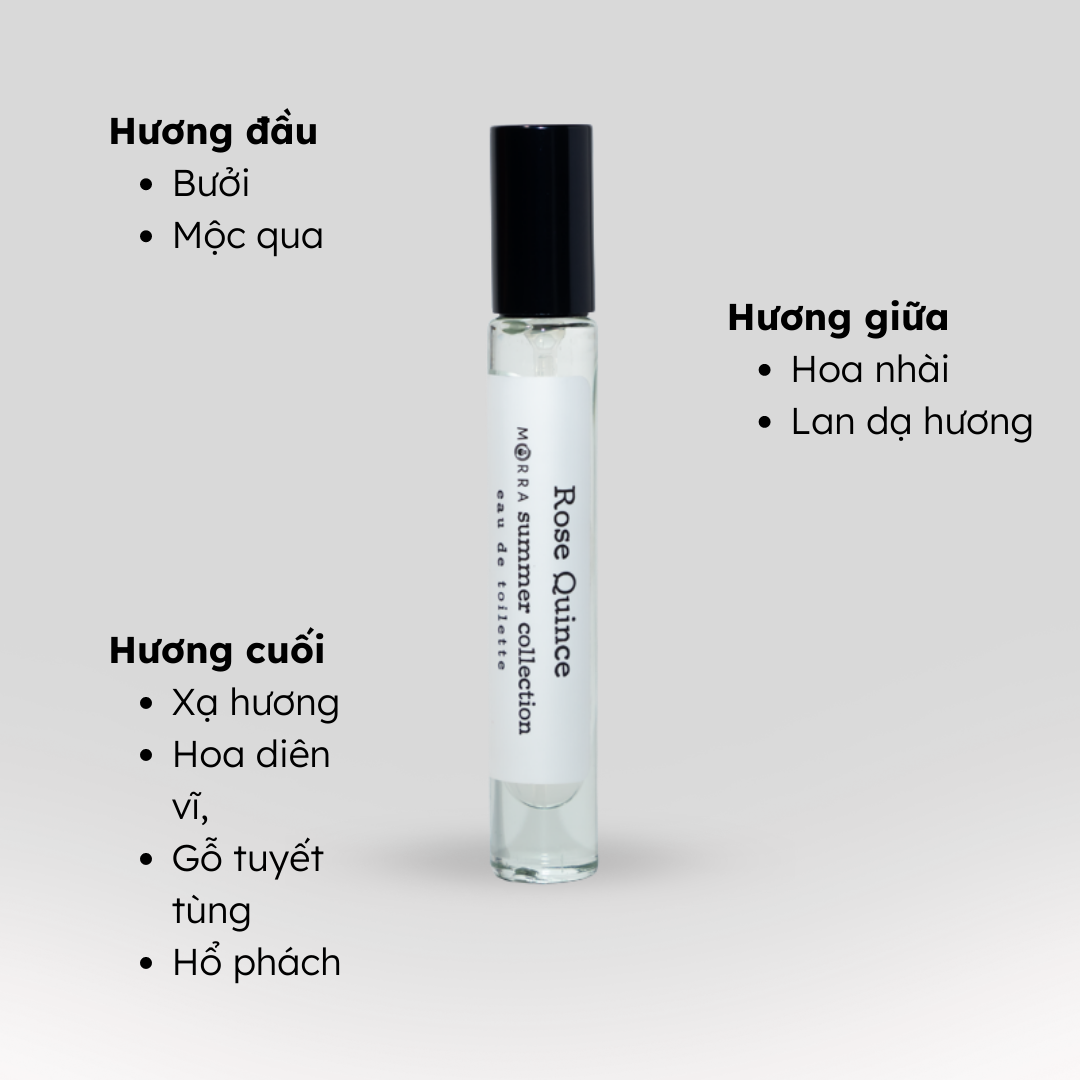 Hương đầu
• Bưởi
• Mộc qua
Hương giữa
• Hoa nhài
• Lan dạ hương
Rose Quince
MORRA summer collection
eau de toilette
Hương cuối
• Xạ hương
• Hoa diên
vĩ,
• Gỗ tuyết
tùng
• Hổ phách